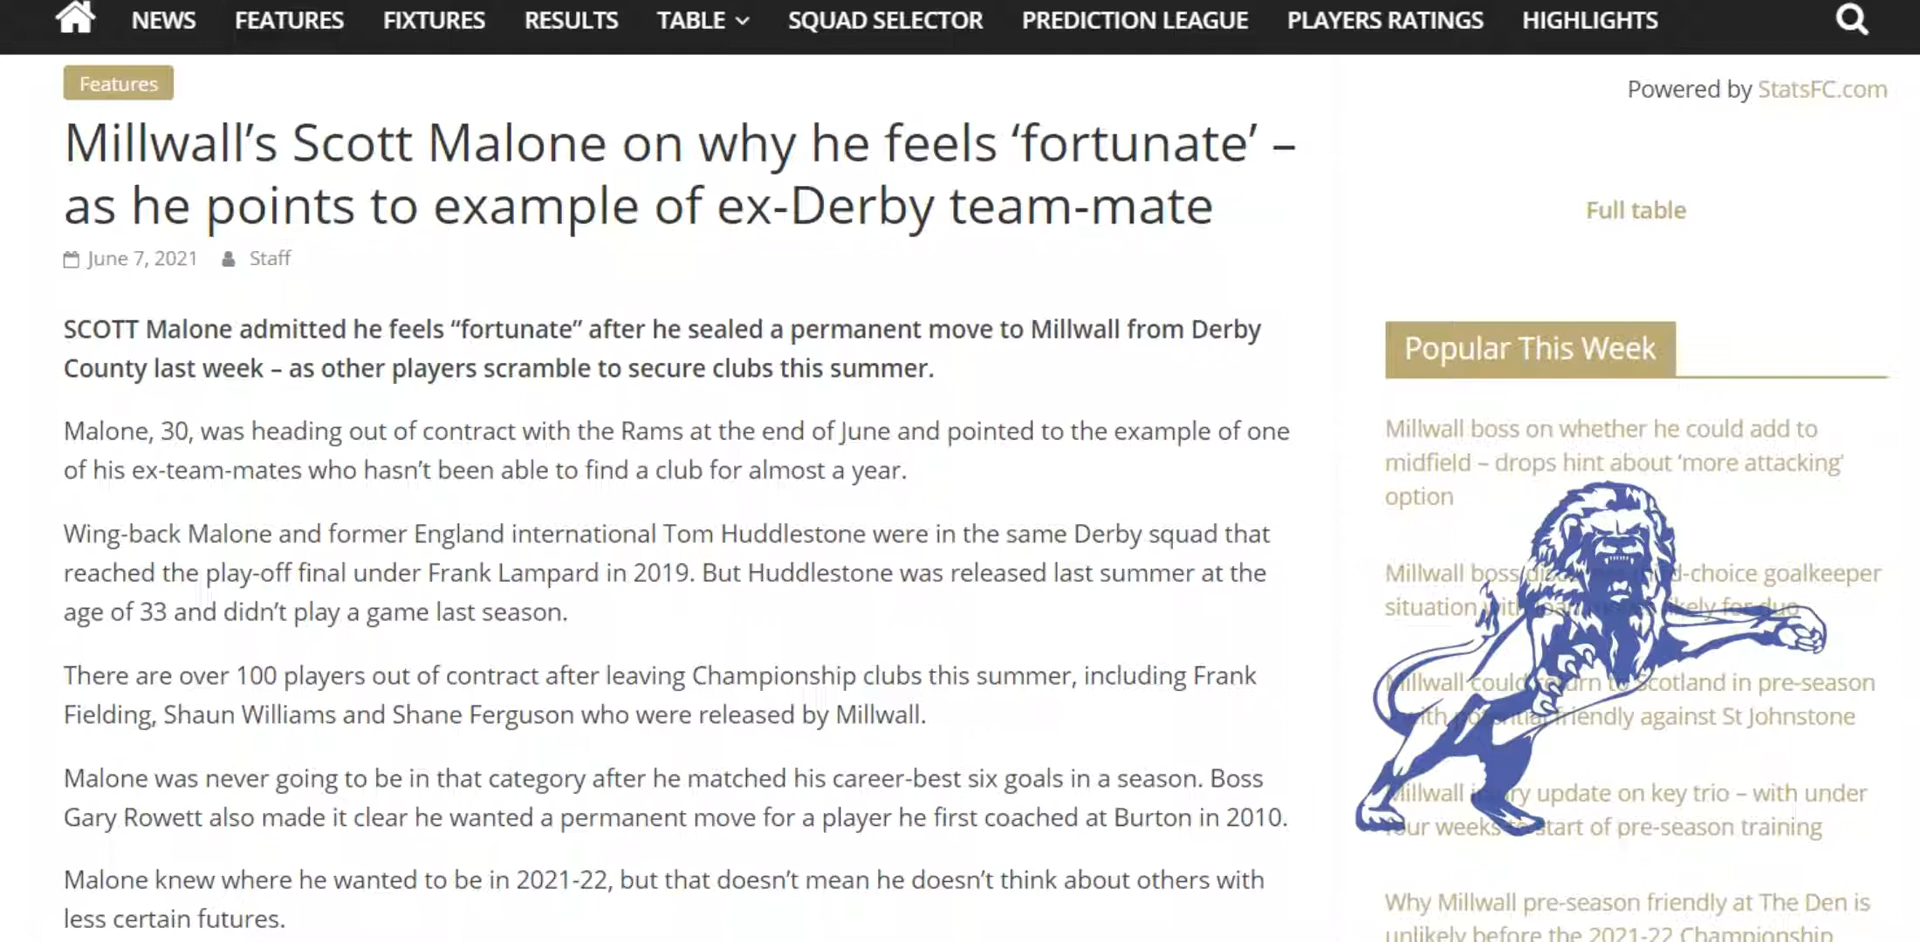 NEWS FEATURES FIXTURES RESULTS TABLE SQUAD SELECTOR PREDICTION LEAGUE PLAYERS RATINGS HIGHLIGHTS
Features
Millwall’s Scott Malone on why he feels ‘fortunate’ –
as he points to example of ex-Derby team-mate
June 7, 2021 Staff
SCOTT Malone admitted he feels “fortunate” after he sealed a permanent move to Millwall from Derby
County last week – as other players scramble to secure clubs this summer.
Malone, 30, was heading out of contract with the Rams at the end of June and pointed to the example of one
of his ex-team-mates who hasn’t been able to find a club for almost a year.
Wing-back Malone and former England international Tom Huddlestone were in the same Derby squad that
reached the play-off final under Frank Lampard in 2019. But Huddlestone was released last summer at the
age of 33 and didn’t play a game last season.
There are over 100 players out of contract after leaving Championship clubs this summer, including Frank
Fielding, Shaun Williams and Shane Ferguson who were released by Millwall.
Malone was never going to be in that category after he matched his career-best six goals in a season. Boss
Gary Rowett also made it clear he wanted a permanent move for a player he first coached at Burton in 2010.
Malone knew where he wanted to be in 2021-22, but that doesn’t mean he doesn’t think about others with
less certain futures.
Powered by StatsFC.com
Full table
Popular This Week
Millwall boss on whether he could add to
midfield – drops hint about ‘more attacking’
option
Millwall boss -choice goalkeeper
situation for duo
Millwall could return to Scotland in pre-season
with potential friendly against St Johnstone
Millwall injury update on key trio – with under
four weeks to start of pre-season training
Why Millwall pre-season friendly at The Den is
unlikely before the 2021-22 Championship